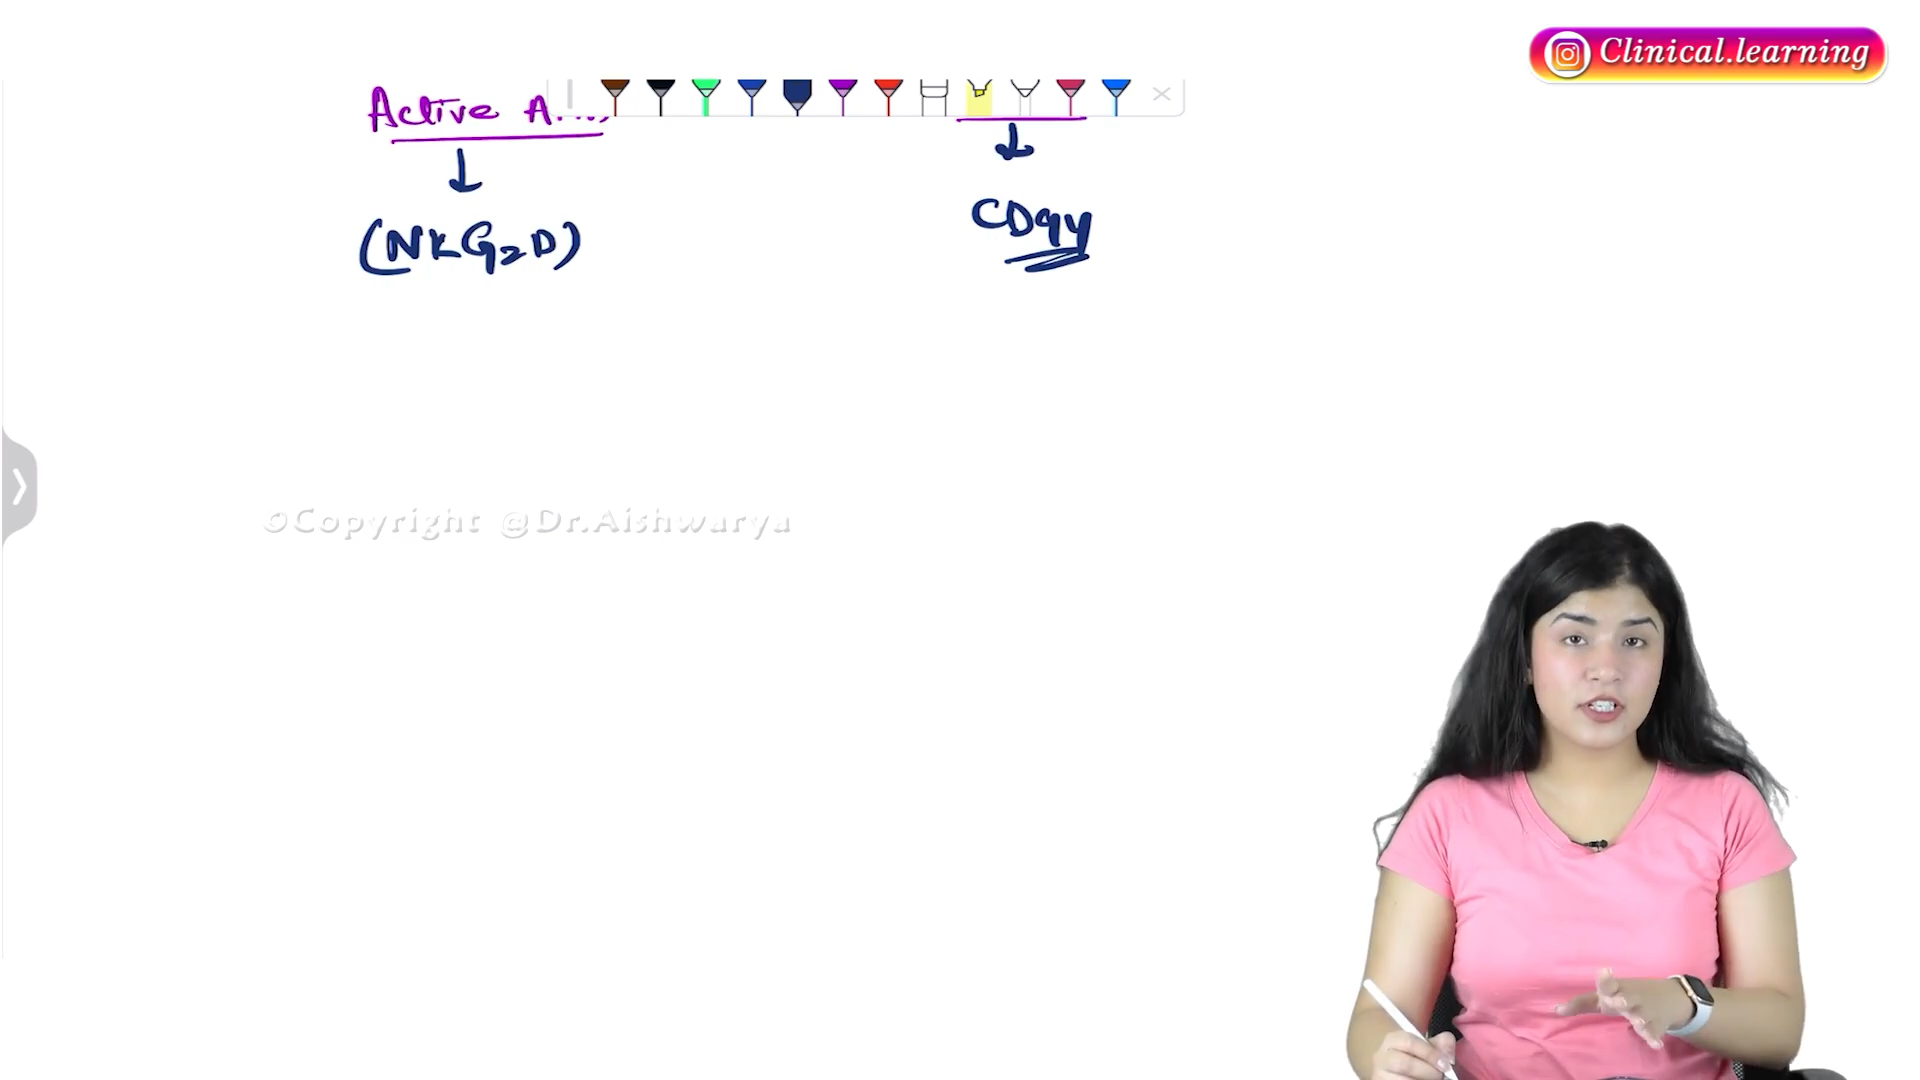 Clinical.learning
Active
(NKG2D)
CD94
©Copyright @Dr.Aishwarya